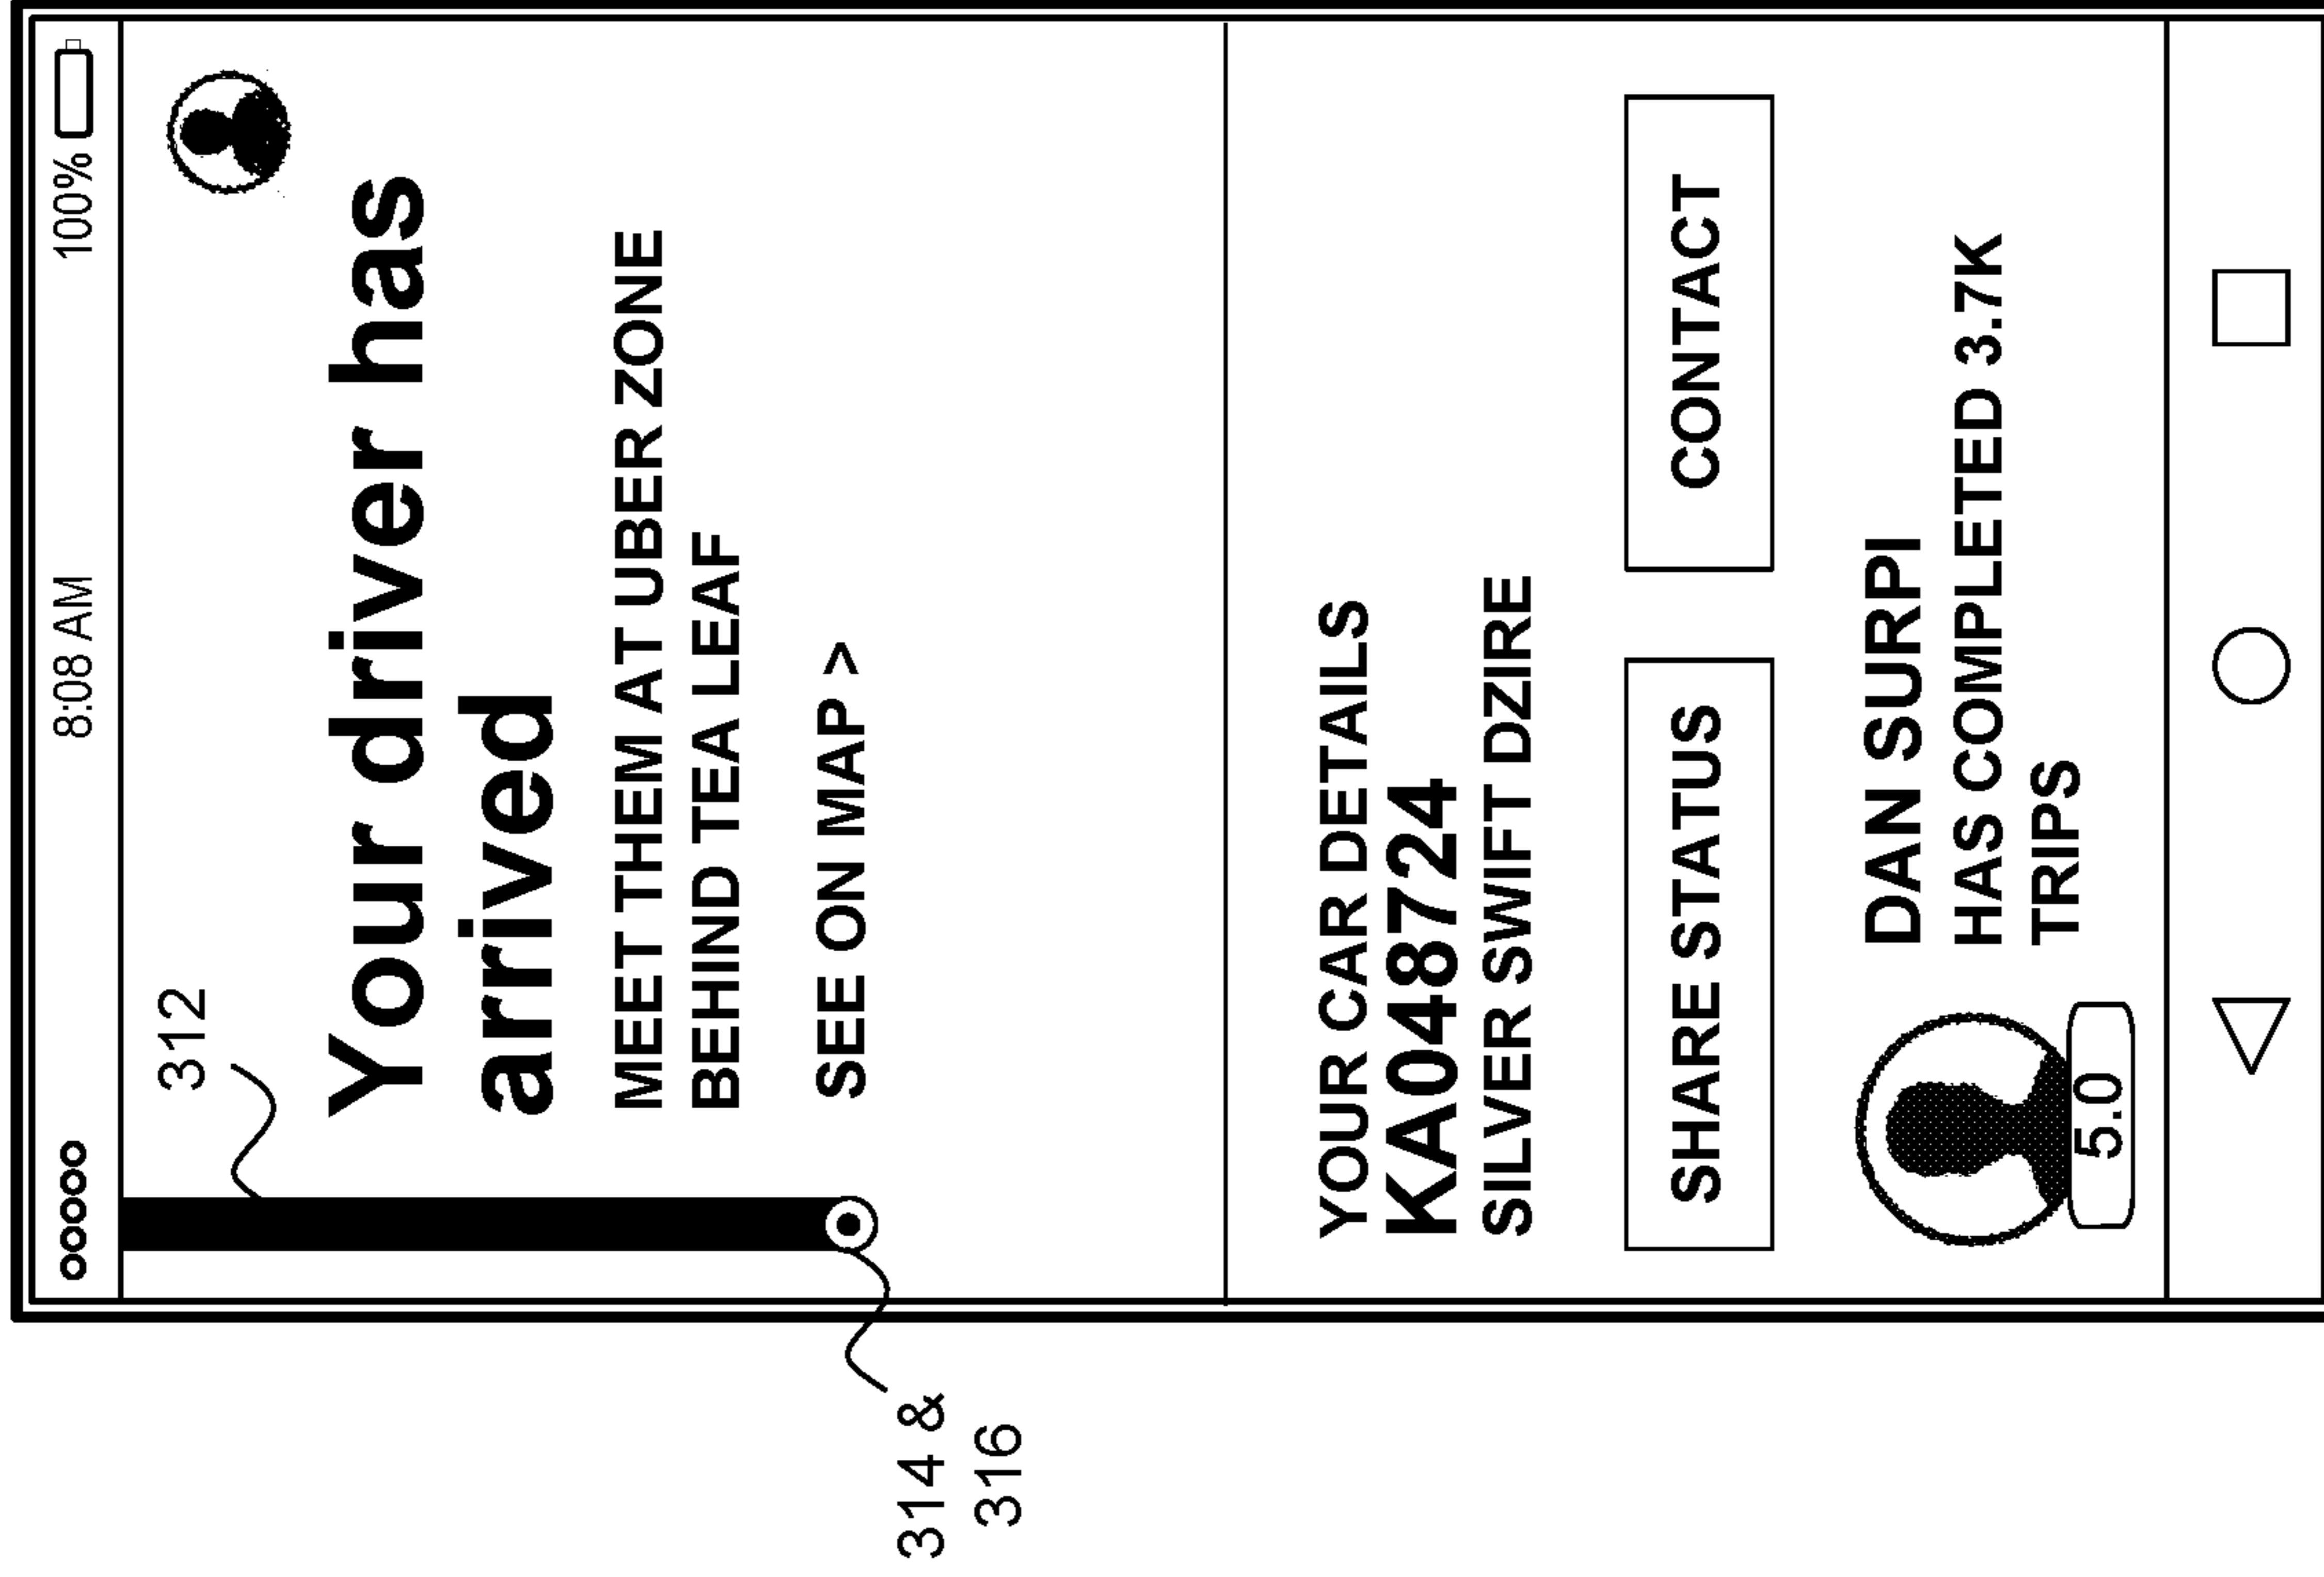 8:08 AM 100%
312
Your driver has
arrived
MEET THEM AT UBER ZONE
BEHIND TEA LEAF
SEE ON MAP >
314 &
316
YOUR CAR DETAILS
KA048724
SILVER SWIFT DZIRE
SHARE STATUS CONTACT
DAN SURPI
HAS COMPLETED 3.7K
TRIPS
5.0